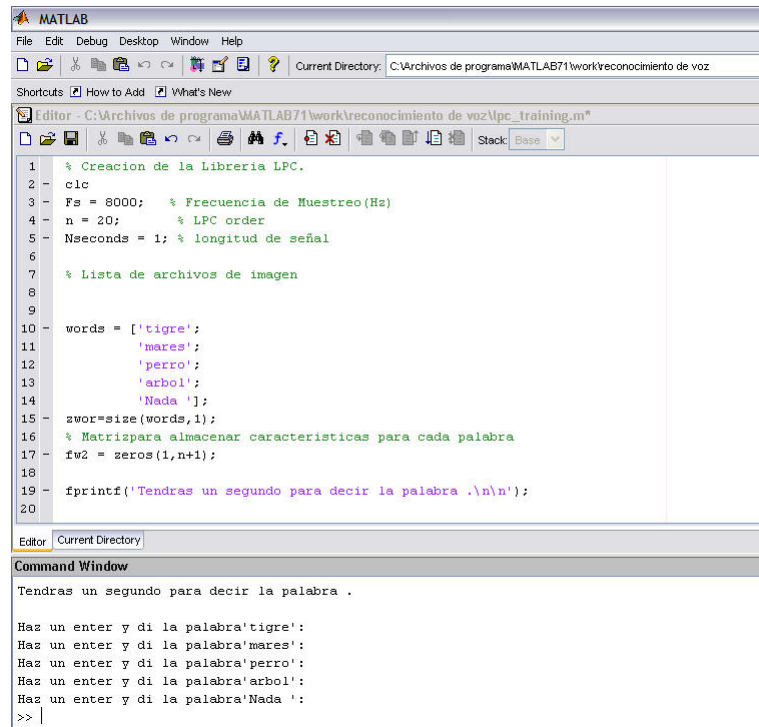 MATLAB
File Edit Debug Desktop Window Help
Current Directory: C:\Archivos de programa\MATLAB71\work\reconocimiento de voz
Shortcuts How to Add What's New
Editor - C:\Archivos de programa\MATLAB71\work\reconocimiento de voz\lpc_training.m*
Stack: Base
1 % Creacion de la Libreria LPC.
2 - clc
3 - Fs = 8000; % Frecuencia de Muestreo(Hz)
4 - n = 20; % LPC order
5 - Nseconds = 1; % longitud de señal
6
7 % Lista de archivos de imagen
8
9
10 - words = ['tigre';
11 'mares';
12 'perro';
13 'arbol';
14 'Nada '];
15 - zwor=size(words,1);
16 % Matrizpara almacenar caracteristicas para cada palabra
17 - fw2 = zeros(1,n+1);
18
19 - fprintf('Tendras un segundo para decir la palabra .\n\n');
20
Editor Current Directory
Command Window
Tendras un segundo para decir la palabra .
Haz un enter y di la palabra'tigre':
Haz un enter y di la palabra'mares':
Haz un enter y di la palabra'perro':
Haz un enter y di la palabra'arbol':
Haz un enter y di la palabra'Nada ':
>>